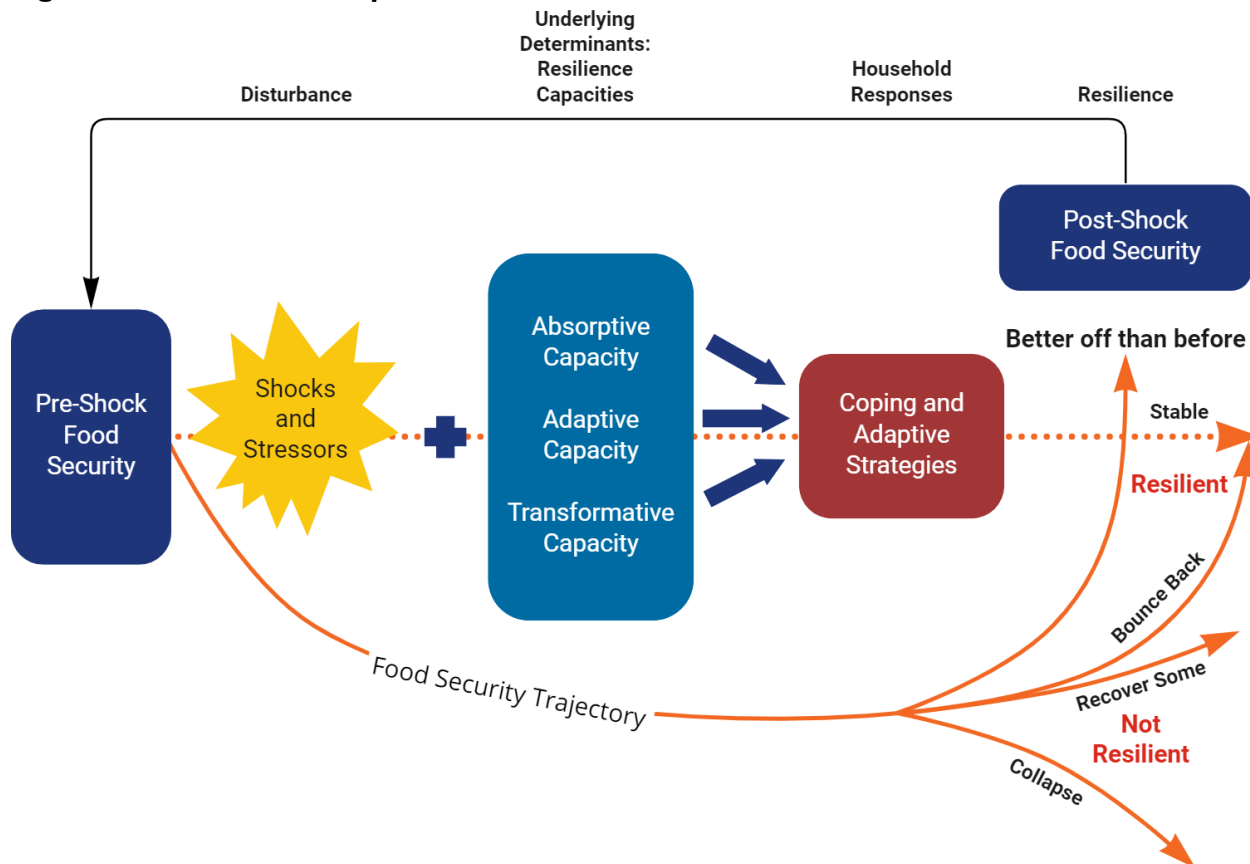 Underlying
Determinants:
Resilience
Capacities
Disturbance
Household
Responses
Resilience
Post-Shock
Food Security
Pre-Shock
Food
Security
Shocks
and
Stressors
Absorptive
Capacity
Adaptive
Capacity
Transformative
Capacity
Coping and
Adaptive
Strategies
Better off than before
Stable
Resilient
Bounce Back
Recover Some
Not
Resilient
Collapse
Food Security Trajectory